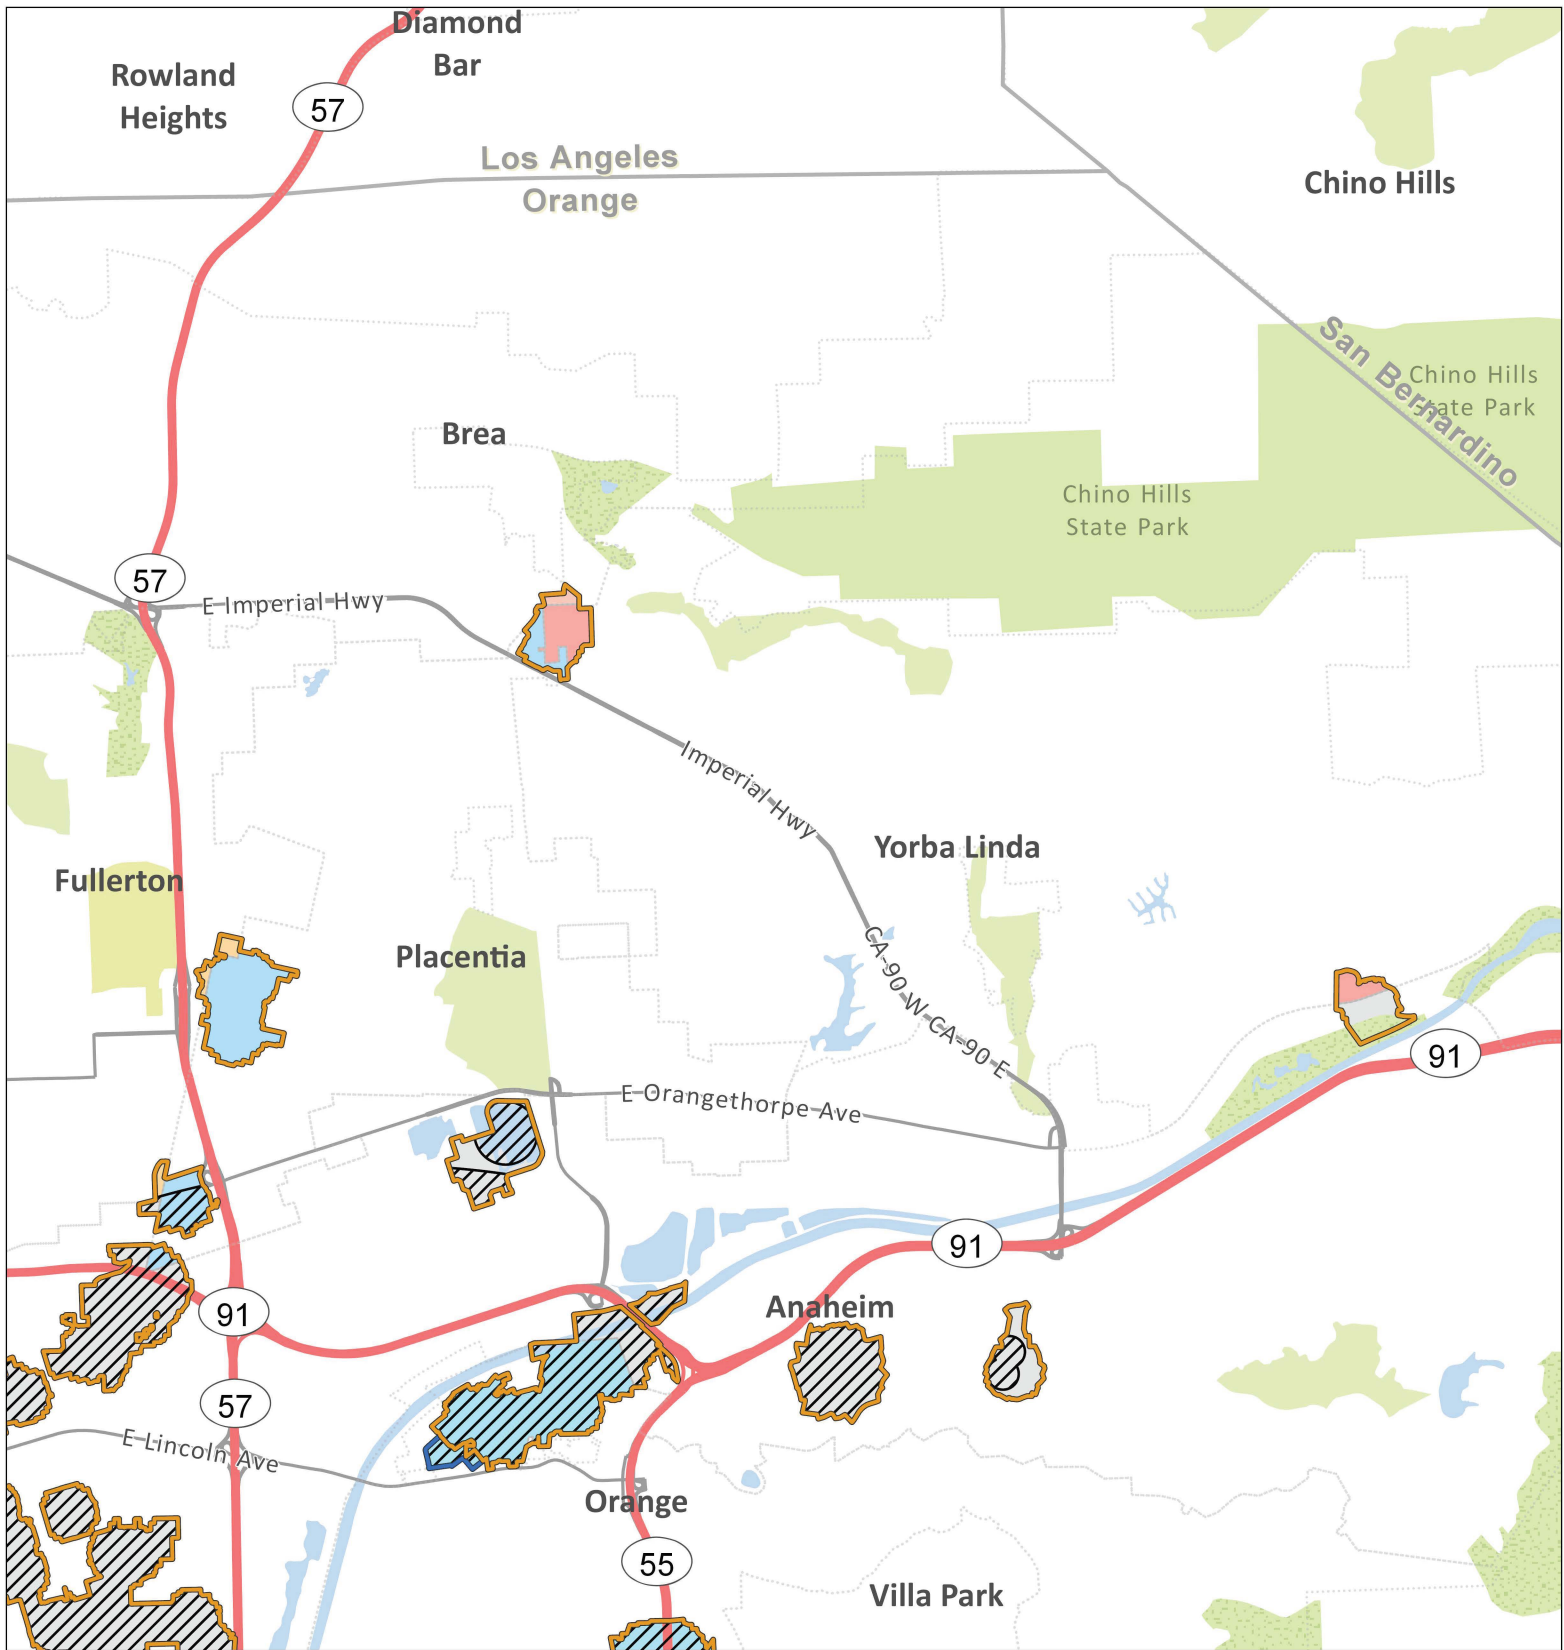 Diamond
Bar
Rowland
Heights
57
Los Angeles
Orange
Chino Hills
San Bernardino
Chino Hills
State Park
Brea
Chino Hills
State Park
57
E Imperial Hwy
Imperial Hwy
Yorba Linda
Fullerton
Placentia
CA-90 W CA-90 E
91
E Orangethorpe Ave
91
Anaheim
91
57
E Lincoln Ave
Orange
55
Villa Park